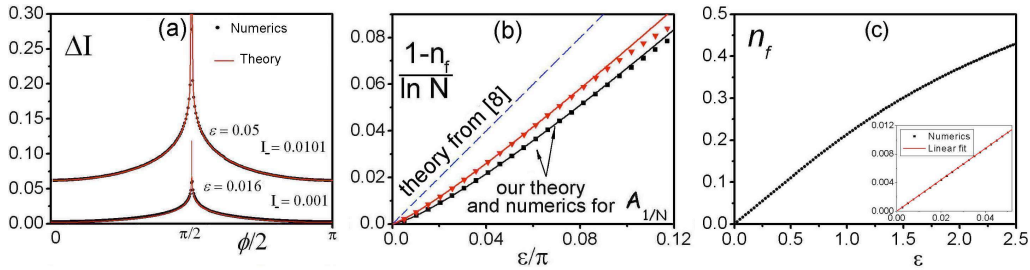 (a)
ΔI
Numerics
Theory
ε = 0.05
I_ = 0.0101
ε = 0.016
I_ = 0.001
0.30
0.25
0.20
0.15
0.10
0.05
0.00
0
π/2
π
ϕ/2
(b)
1-n_f
ln N
theory from [8]
our theory
and numerics for A_1/N
0.08
0.06
0.04
0.02
0.00
0.00
0.04
0.08
0.12
ε/π
(c)
n_f
0.4
0.3
0.2
0.1
0.0
0.0
0.5
1.0
1.5
2.0
2.5
ε
Numerics
Linear fit
0.012
0.008
0.004
0.000
0.00
0.02
0.04
ε